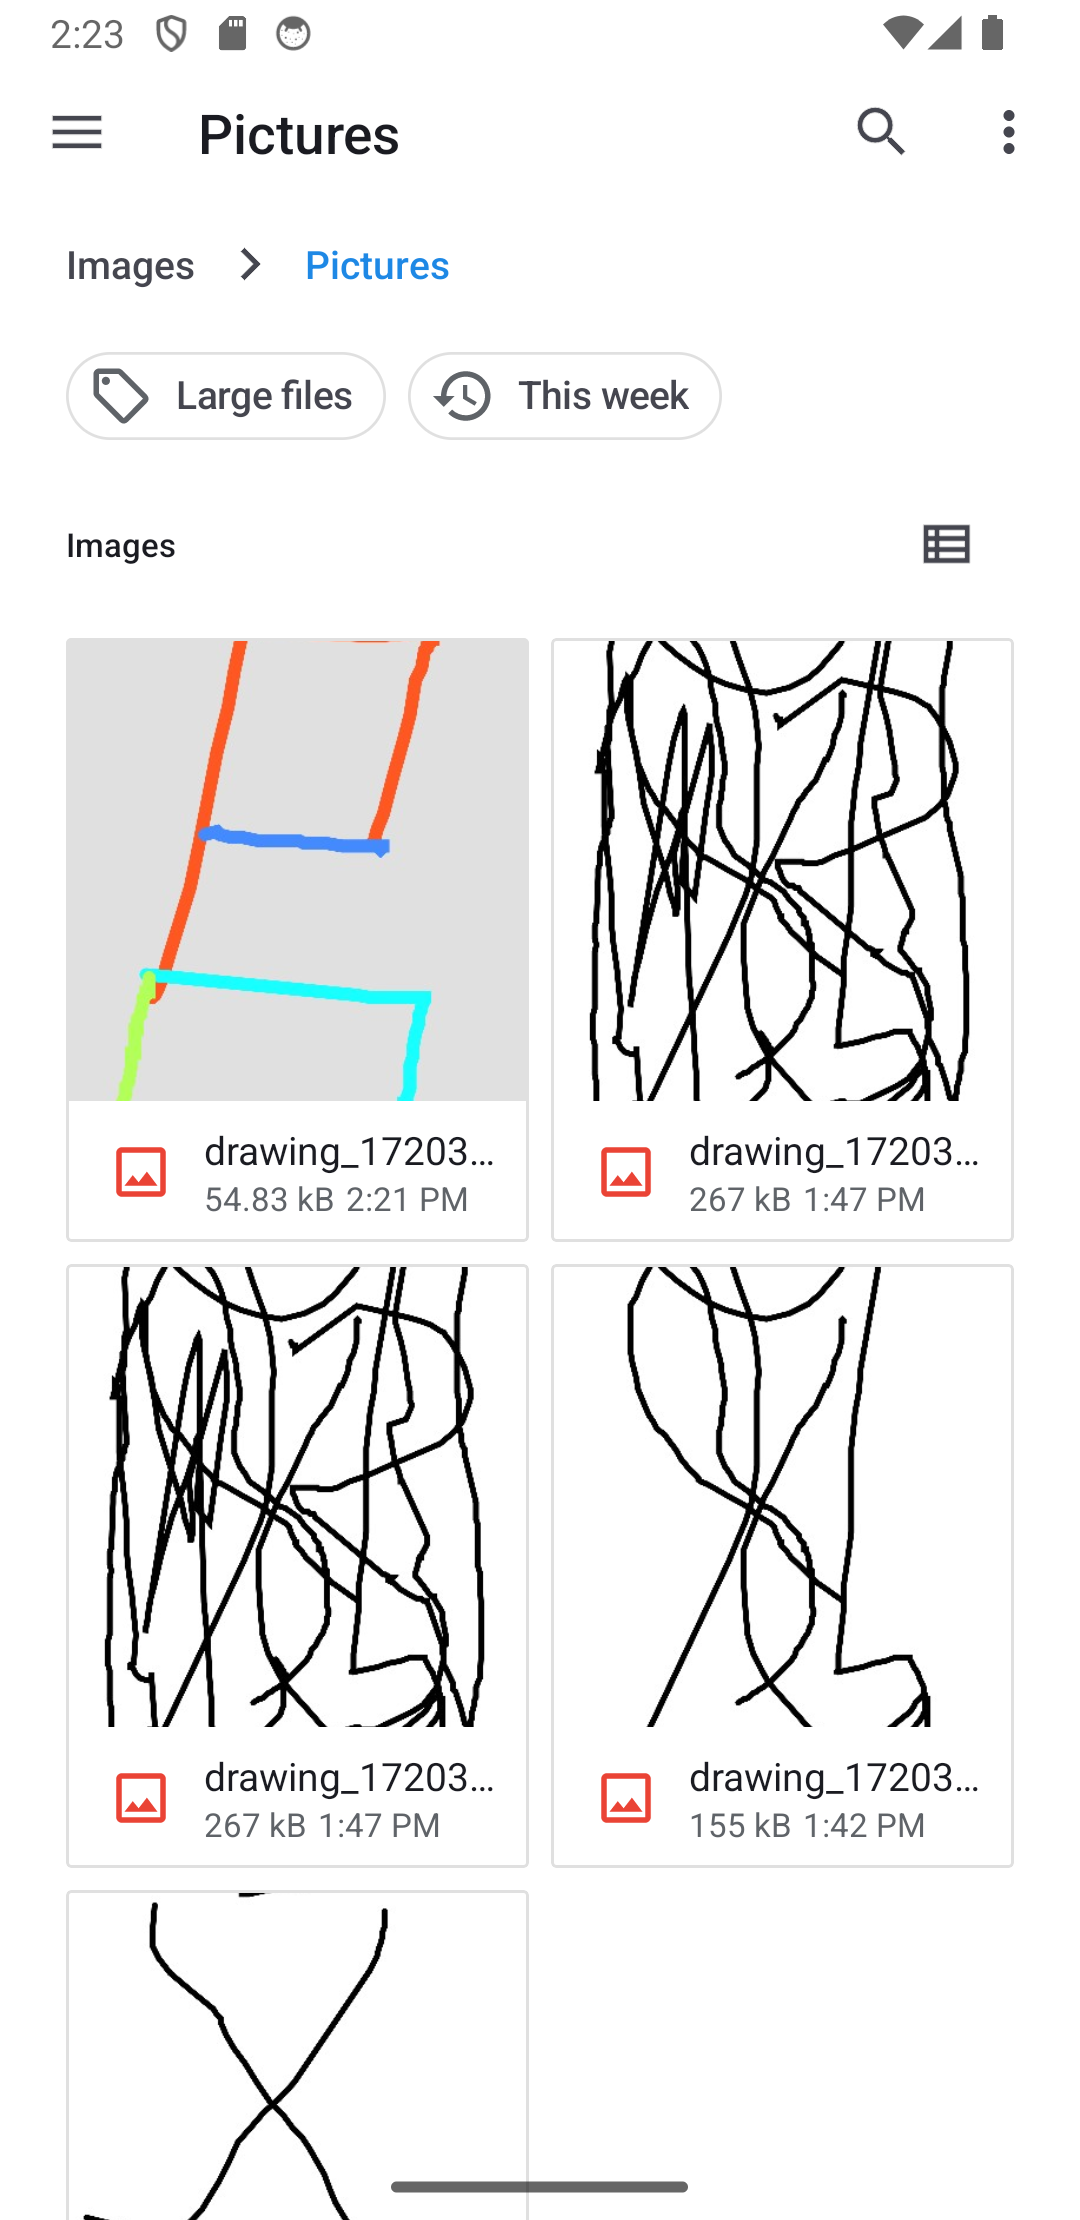 2:23
Pictures
Images > Pictures
Large files
This week
Images
drawing_17203...
54.83 kB 2:21 PM
drawing_17203...
267 kB 1:47 PM
drawing_17203...
267 kB 1:47 PM
drawing_17203...
155 kB 1:42 PM